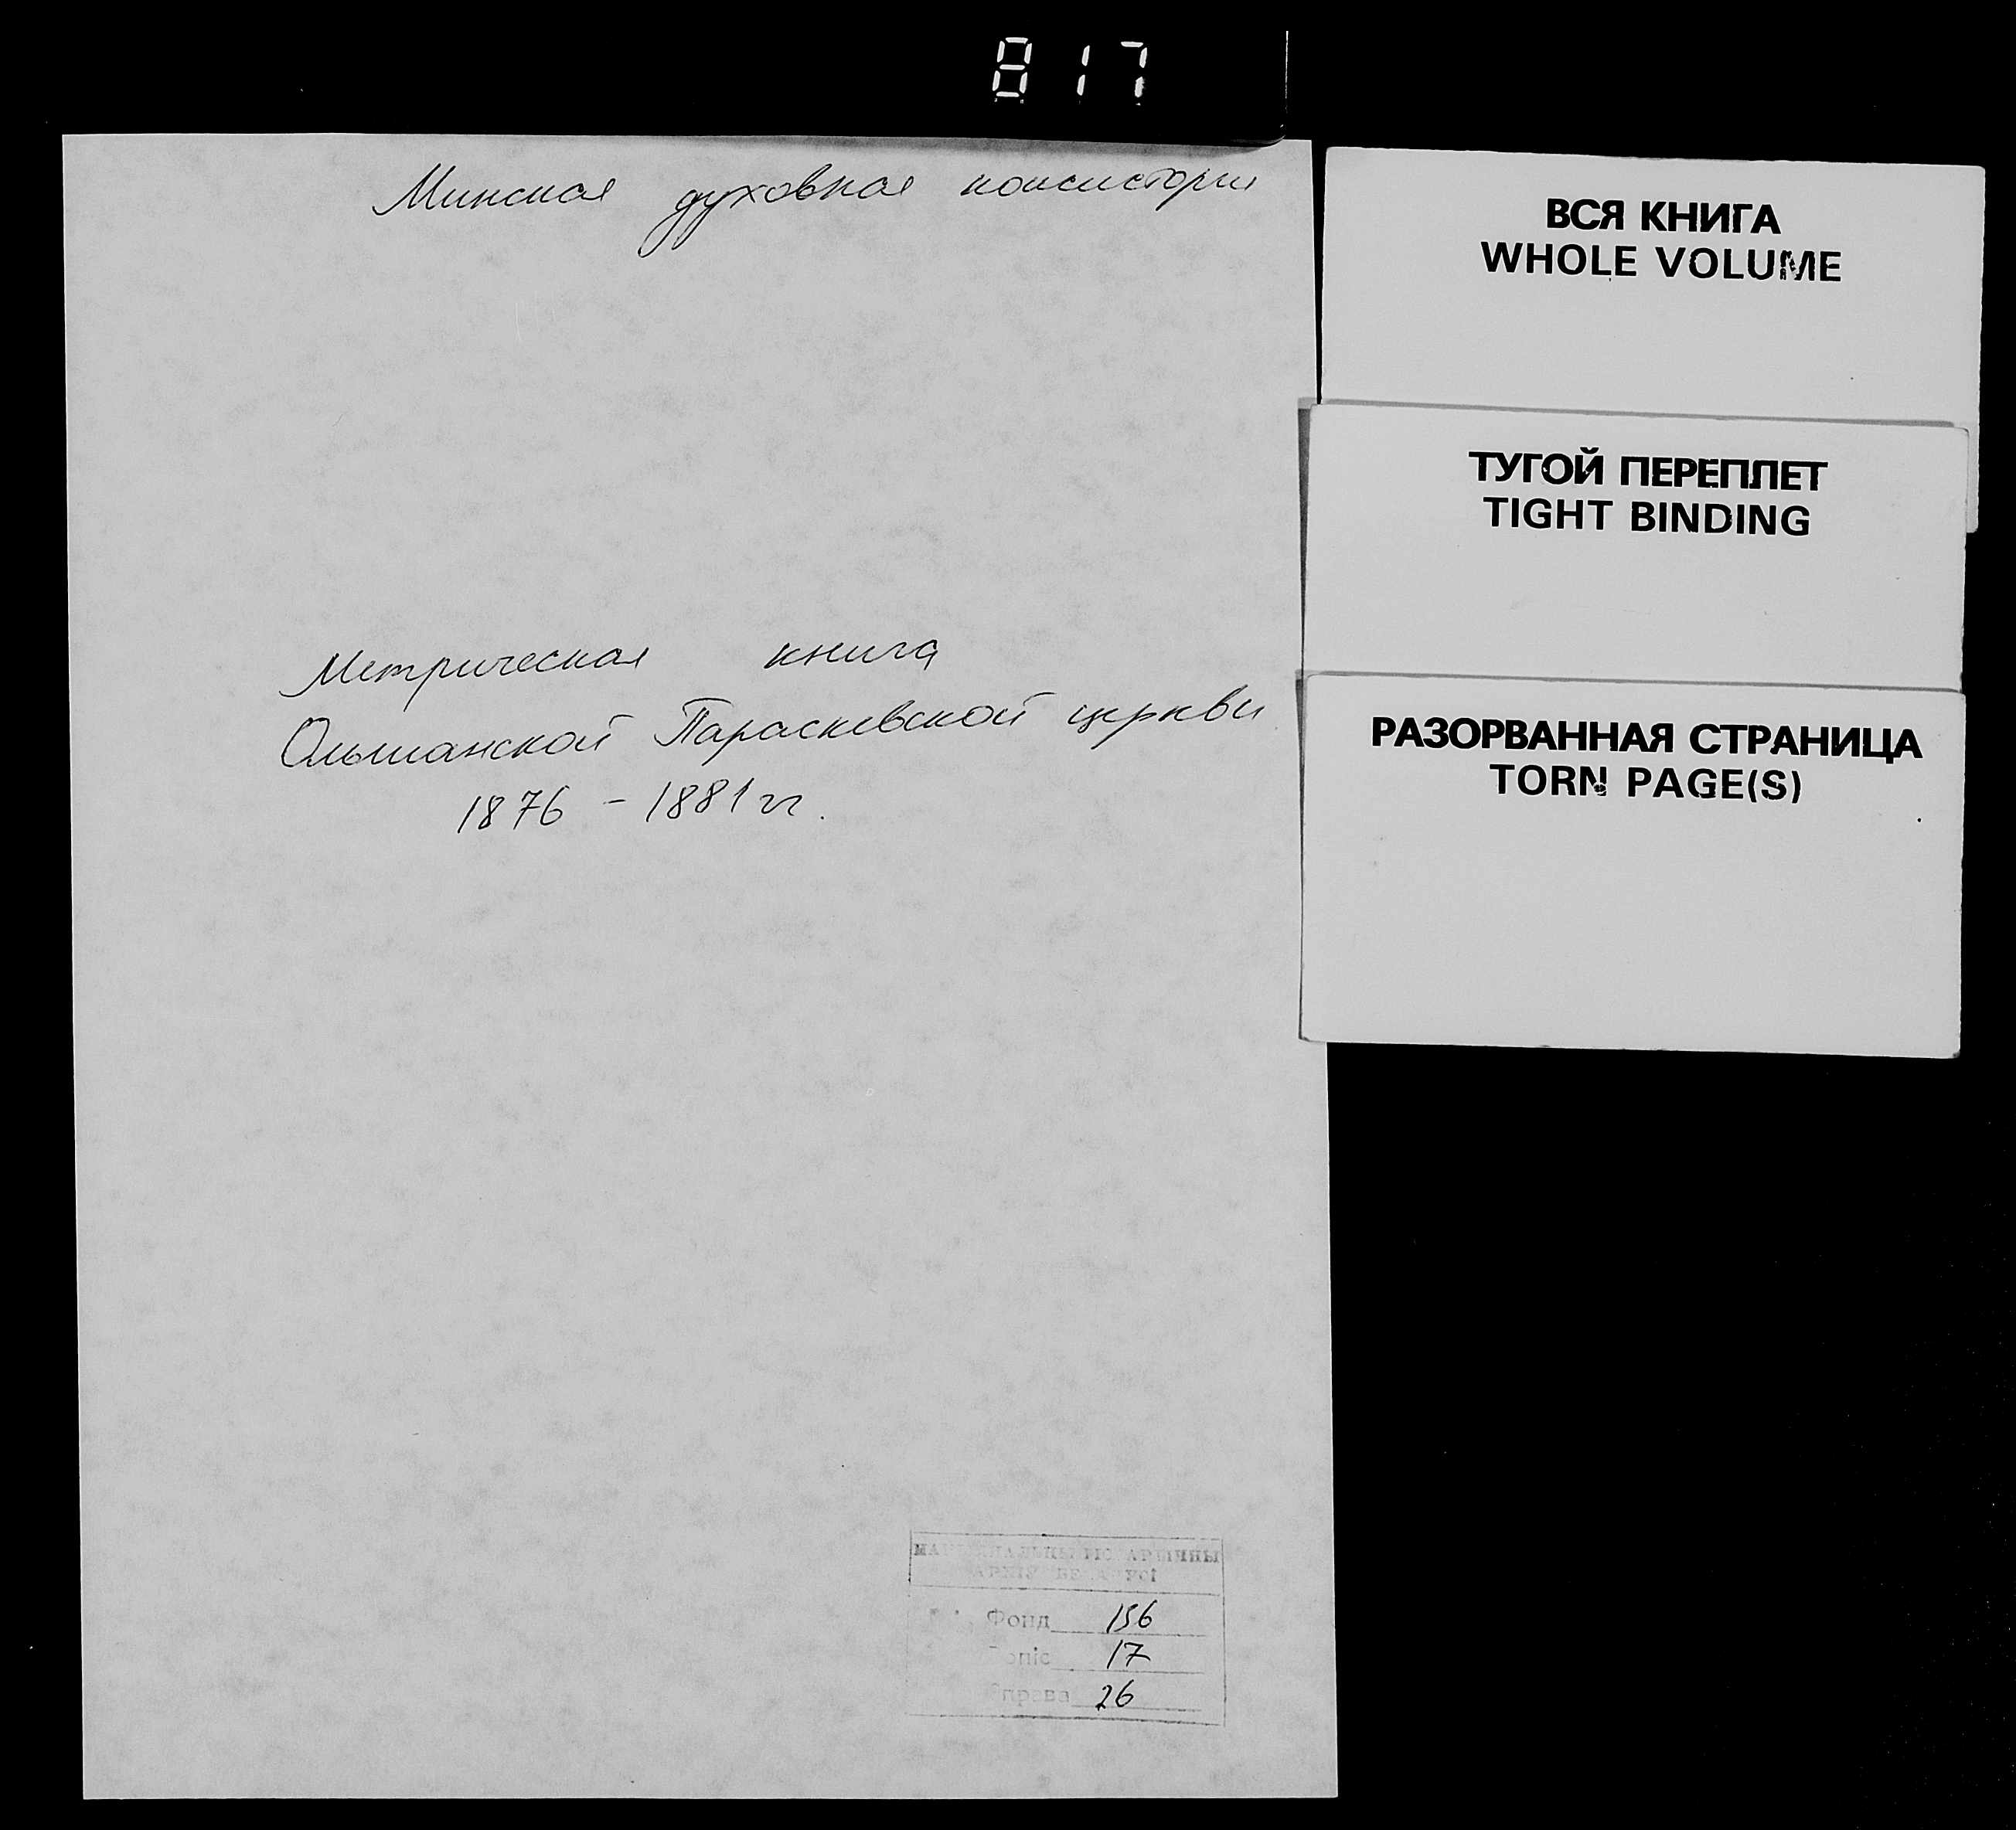 817
Минская духовная консистория
ВСЯ КНИГА
WHOLE VOLUME
ТУГОЙ ПЕРЕПЛЕТ
TIGHT BINDING
РАЗОРВАННАЯ СТРАНИЦА
TORN PAGE(S)
Метрическая книга
Ольшанской Параскевской церкви
1876 - 1881 гг.
Фонд 156
17
26